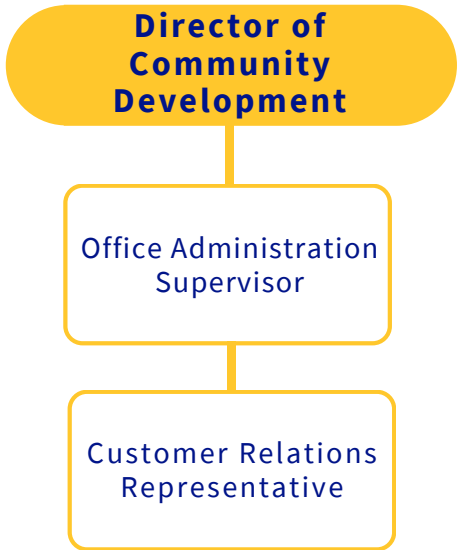 Director of
Community
Development
Office Administration
Supervisor
Customer Relations
Representative